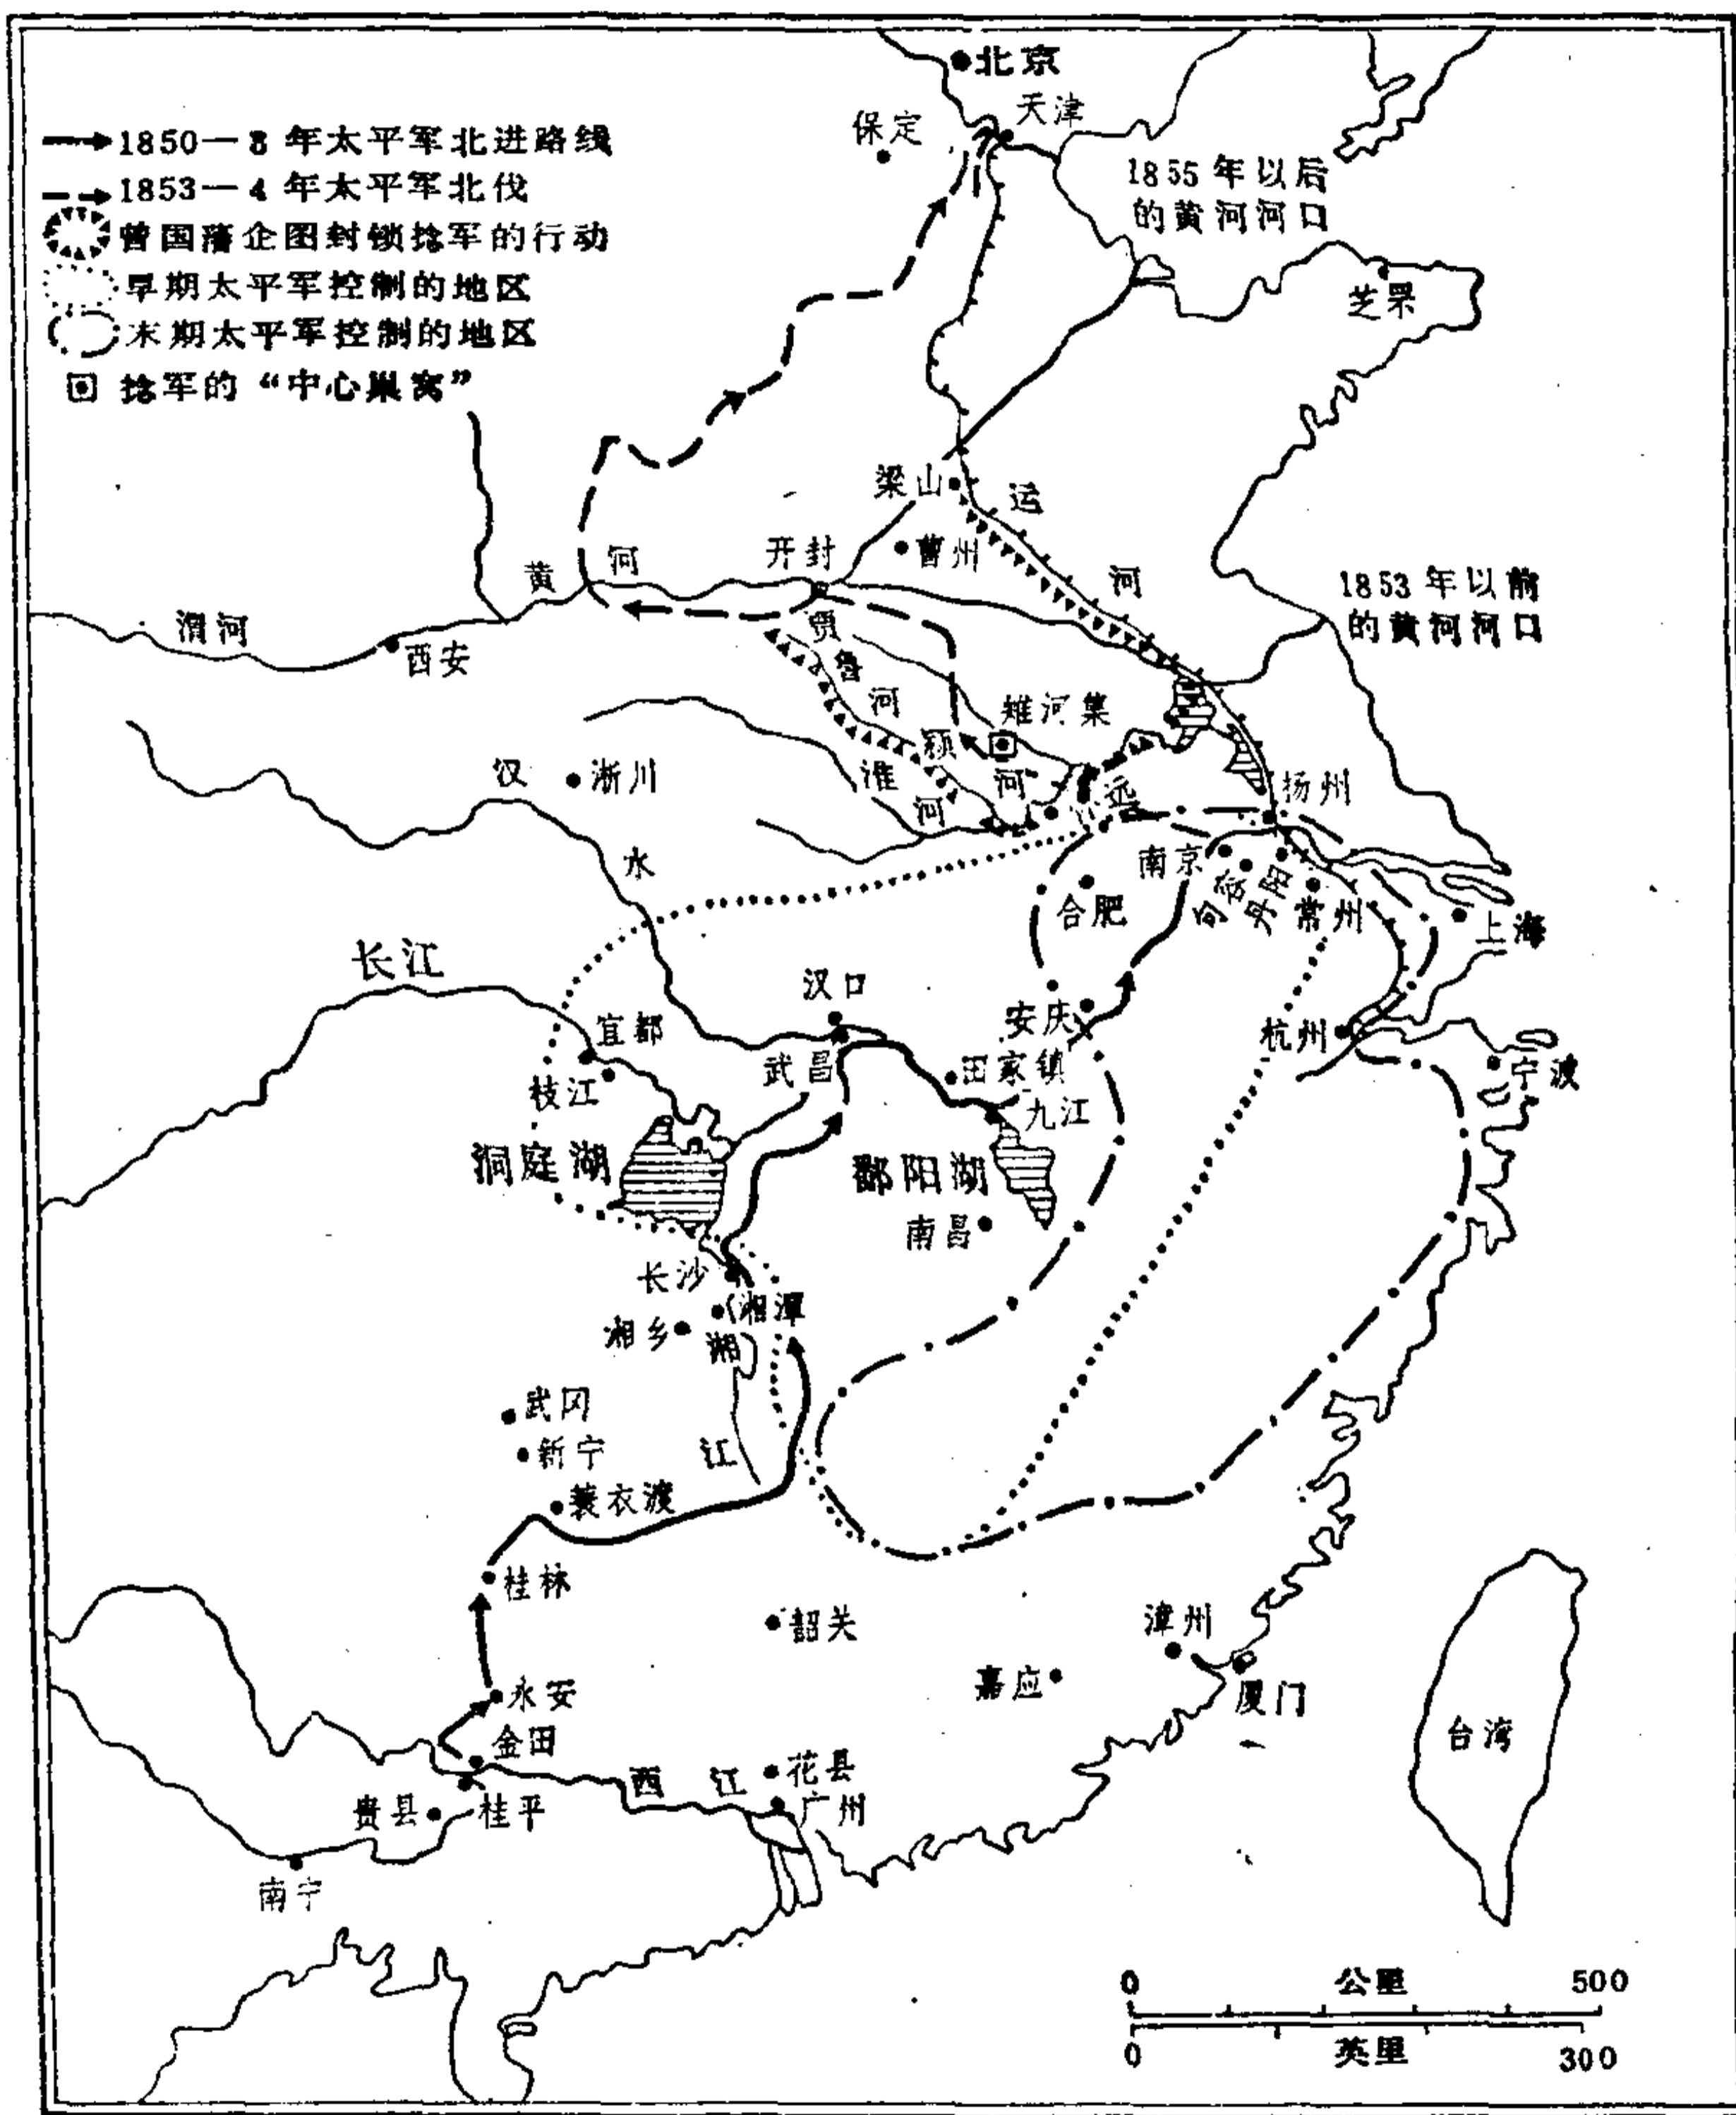 北京
天津
保定
1850—3 年太平军北进路线
1853—4 年太平军北伐
曾国藩企图封锁捻军的行动
早期太平军控制的地区
末期太平军控制的地区
捻军的“中心巢窝”
1855 年以后
的黄河河口
芝罘
梁山
运
河
曹州
开封
黄
河
1853 年以前
的黄河河口
渭河
西安
贾
鲁
河
雉河集
颍
河
淮
河
汉
水
淅川
怀远
扬州
南京
句容
丹阳
常州
合肥
上海
长江
汉口
安庆
宜都
武昌
田家镇
杭州
宁波
枝江
九江
洞庭湖
鄱阳湖
南昌
长沙
湘潭
湘乡
湘
江
武冈
新宁
蓑衣渡
桂林
韶关
漳州
嘉应
厦门
永安
金田
台湾
西 江
花县
广州
贵县
桂平
南宁
0 公里 500
0 英里 300